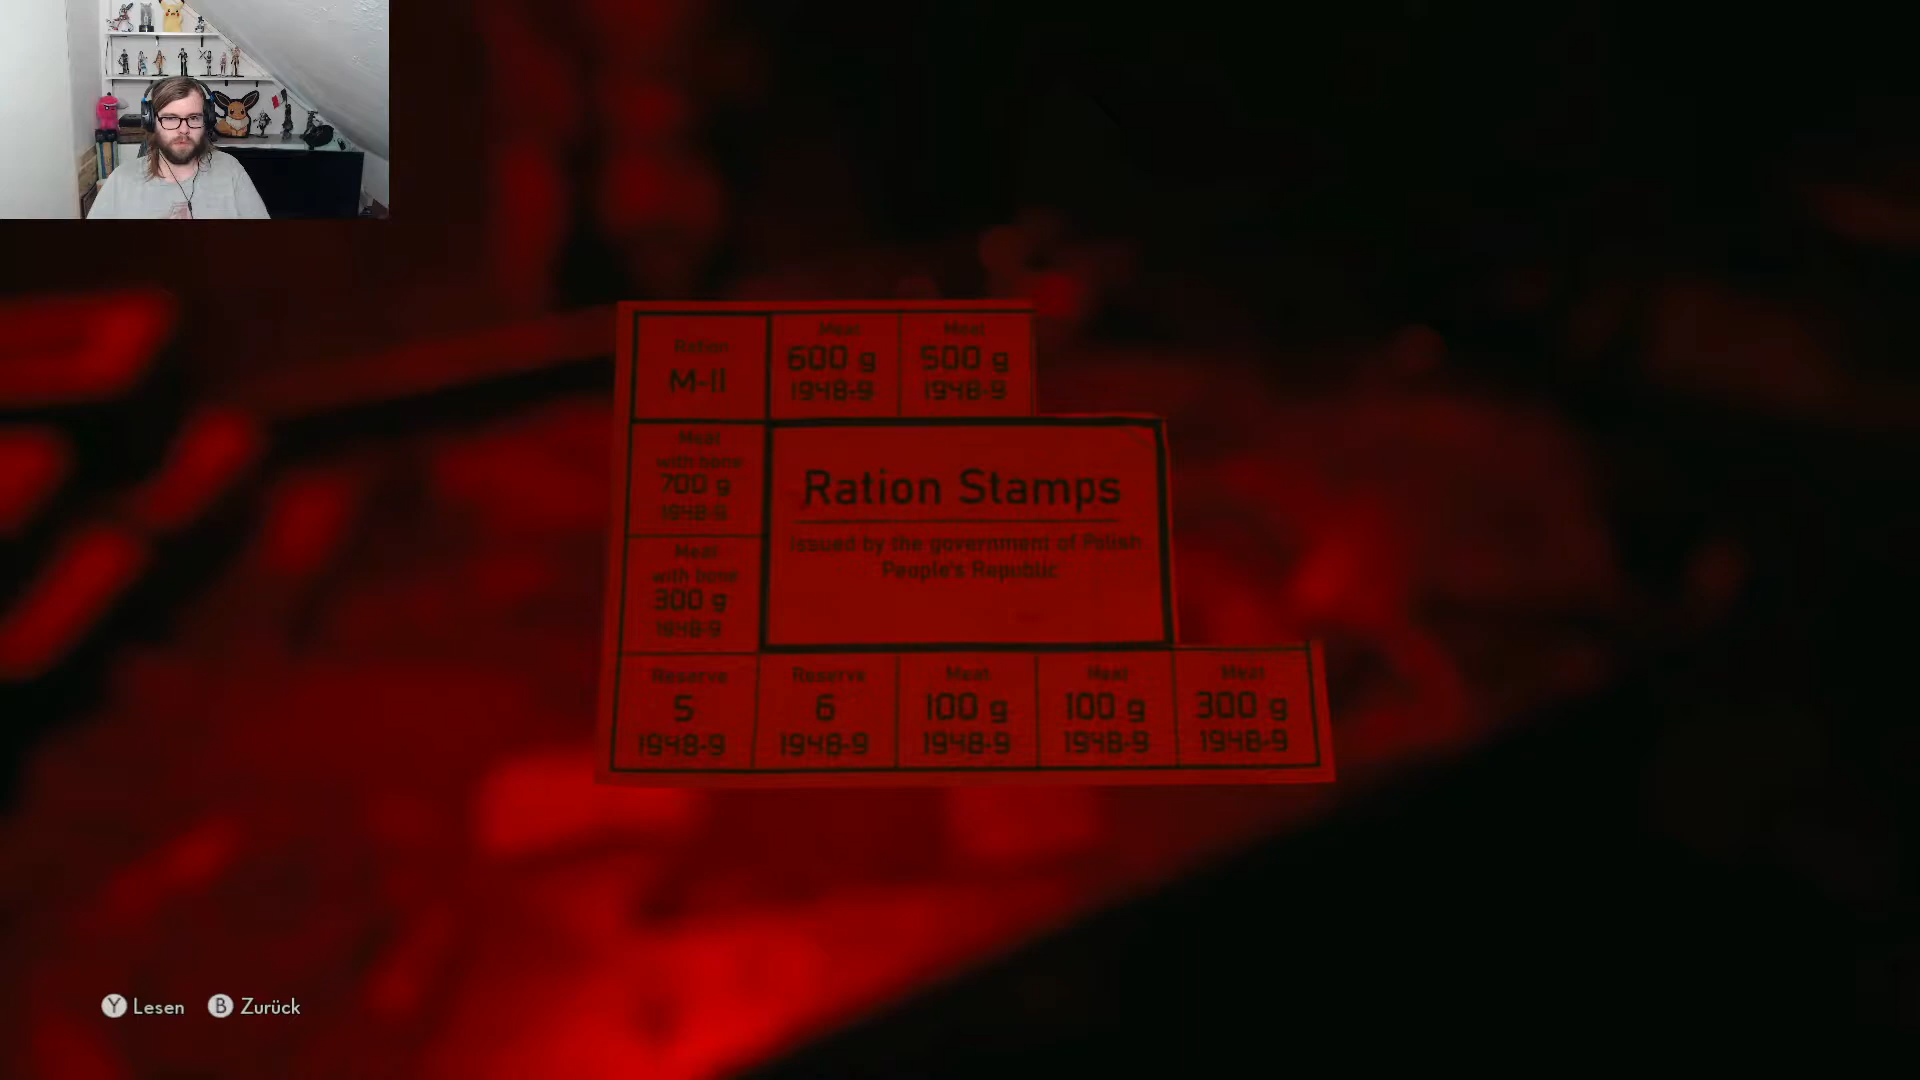 Ration
M-II
Meat
600 g
1948-9
Meat
500 g
1948-9
Meat
with bone
700 g
1948-9
Ration Stamps
issued by the government of Polish
People's Republic
Meat
with bone
300 g
1948-9
Reserve
5
1948-9
Reserve
6
1948-9
Meat
100 g
1948-9
Meat
100 g
1948-9
Meat
300 g
1948-9
Y Lesen B Zurück